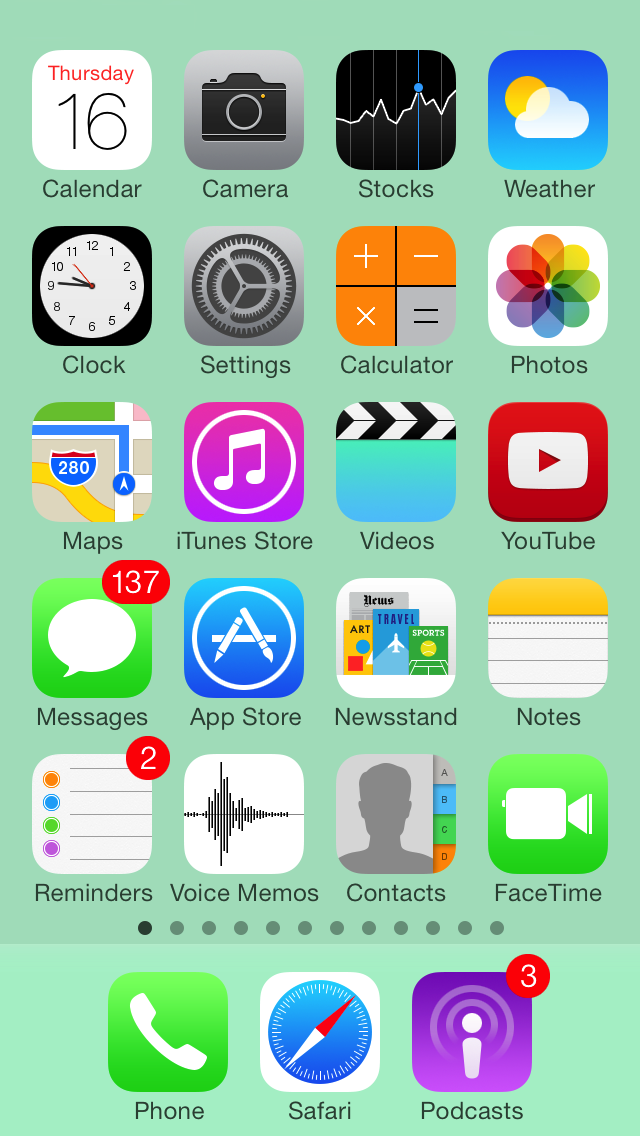 Thursday
16
Calendar
Camera
Stocks
Weather
12
11 1
10 2
9 3
8 4
7 5
6
Clock
Settings
Calculator
Photos
280
Maps
iTunes Store
Videos
YouTube
137
Messages
App Store
News
TRAVEL
ART
SPORTS
Newsstand
Notes
2
Reminders
Voice Memos
A
B
C
D
Contacts
FaceTime
Phone
Safari
3
Podcasts